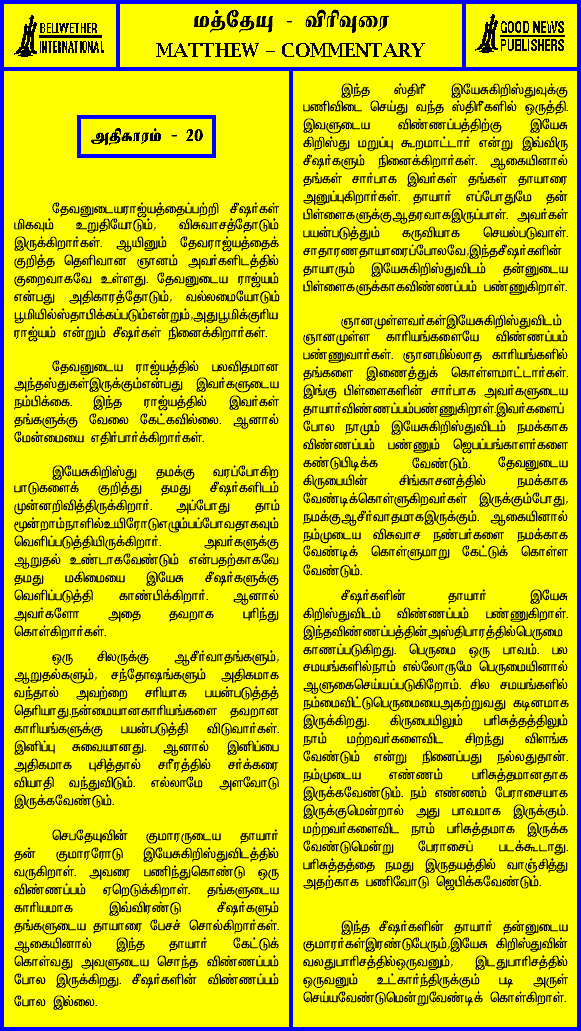 BELWETHER
INTERNATIONAL
மத்தேயு - விரிவுரை
MATTHEW – COMMENTARY
GOOD NEWS
PUBLISHERS
அதிகாரம் - 20
தேவனுடையராஜ்யத்தைப்பற்றி சீஷர்கள்
மிகவும் உறுதியோடும், விசுவாசத்தோடும்
இருக்கிறார்கள். ஆயினும் தேவராஜ்யத்தைக்
குறித்த தெளிவான ஞானம் அவர்களிடத்தில்
குறைவாகவே உள்ளது. தேவனுடைய ராஜ்யம்
என்பது அதிகாரத்தோடும், வல்லமையோடும்
பூமியில்ஸ்தாபிக்கப்படும்என்றும்,அதுபூமிக்குரிய
ராஜ்யம் என்றும் சீஷர்கள் நினைக்கிறார்கள்.
தேவனுடைய ராஜ்யத்தில் பலவிதமான
அந்தஸ்துகள்இருக்கும்என்பது இவர்களுடைய
நம்பிக்கை. இந்த ராஜ்யத்தில் இவர்கள்
தங்களுக்கு வேலை கேட்கவில்லை. ஆனால்
மேன்மையை எதிர்பார்க்கிறார்கள்.
இயேசுகிறிஸ்து தமக்கு வரப்போகிற
பாடுகளைக் குறித்து தமது சீஷர்களிடம்
முன்னறிவித்திருக்கிறார். அப்போது தாம்
மூன்றாம்நாளில்உயிரோடுஎழும்பப்போவதாகவும்
வெளிப்படுத்தியிருக்கிறார். அவர்களுக்கு
ஆறுதல் உண்டாகவேண்டும் என்பதற்காகவே
தமது மகிமையை இயேசு சீஷர்களுக்கு
வெளிப்படுத்தி காண்பிக்கிறார். ஆனால்
அவர்களோ அதை தவறாக புரிந்து
கொள்கிறார்கள்.
ஒரு சிலருக்கு ஆசீர்வாதங்களும்,
ஆறுதல்களும், சந்தோஷங்களும் அதிகமாக
வந்தால் அவற்றை சரியாக பயன்படுத்தத்
தெரியாது.நன்மையானகாரியங்களை தவறான
காரியங்களுக்கு பயன்படுத்தி விடுவார்கள்.
இனிப்பு சுவையானது. ஆனால் இனிப்பை
அதிகமாக புசித்தால் சரீரத்தில் சர்க்கரை
வியாதி வந்துவிடும். எல்லாமே அளவோடு
இருக்கவேண்டும்.
செபதேயுவின் குமாரருடைய தாயார்
தன் குமாரரோடு இயேசுகிறிஸ்துவிடத்தில்
வருகிறாள். அவரை பணிந்துகொண்டு ஒரு
விண்ணப்பம் ஏறெடுக்கிறாள். தங்களுடைய
காரியமாக இவ்விரண்டு சீஷர்களும்
தங்களுடைய தாயாரை பேசச் சொல்கிறார்கள்.
ஆகையினால் இந்த தாயார் கேட்டுக்
கொள்வது அவளுடைய சொந்த விண்ணப்பம்
போல இருக்கிறது. சீஷர்களின் விண்ணப்பம்
போல இல்லை.
இந்த ஸ்திரீ இயேசுகிறிஸ்துவுக்கு
பணிவிடை செய்து வந்த ஸ்திரீகளில் ஒருத்தி.
இவளுடைய விண்ணப்பத்திற்கு இயேசு
கிறிஸ்து மறுப்பு கூறமாட்டார் என்று இவ்விரு
சீஷர்களும் நினைக்கிறார்கள். ஆகையினால்
தங்கள் சார்பாக இவர்கள் தங்கள் தாயாரை
அனுப்புகிறார்கள். தாயார் எப்போதுமே தன்
பிள்ளைகளுக்குஆதரவாகஇருப்பாள். அவர்கள்
பயன்படுத்தும் கருவியாக செயல்படுவாள்.
சாதாரணதாயாரைப்போலவே,இந்தசீஷர்களின்
தாயாரும் இயேசுகிறிஸ்துவிடம் தன்னுடைய
பிள்ளைகளுக்காகவிண்ணப்பம் பண்ணுகிறாள்.
ஞானமுள்ளவர்கள்இயேசுகிறிஸ்துவிடம்
ஞானமுள்ள காரியங்களையே விண்ணப்பம்
பண்ணுவார்கள். ஞானமில்லாத காரியங்களில்
தங்களை இணைத்துக் கொள்ளமாட்டார்கள்.
இங்கு பிள்ளைகளின் சார்பாக அவர்களுடைய
தாயார்விண்ணப்பம்பண்ணுகிறாள்.இவர்களைப்
போல நாமும் இயேசுகிறிஸ்துவிடம் நமக்காக
விண்ணப்பம் பண்ணும் ஜெபப்பங்காளர்களை
கண்டுபிடிக்க வேண்டும். தேவனுடைய
கிருபையின் சிங்காசனத்தில் நமக்காக
வேண்டிக்கொள்ளுகிறவர்கள் இருக்கும்போது,
நமக்குஆசீர்வாதமாகஇருக்கும். ஆகையினால்
நம்முடைய விசுவாச நண்பர்களை நமக்காக
வேண்டிக் கொள்ளுமாறு கேட்டுக் கொள்ள
வேண்டும்.
சீஷர்களின் தாயார் இயேசு
கிறிஸ்துவிடம் விண்ணப்பம் பண்ணுகிறாள்.
இந்தவிண்ணப்பத்தின்அஸ்திபாரத்தில்பெருமை
காணப்படுகிறது. பெருமை ஒரு பாவம். பல
சமயங்களில்நாம் எல்லோருமே பெருமையினால்
ஆளுகைசெய்யப்படுகிறோம். சில சமயங்களில்
நம்மைவிட்டுபெருமையைஅகற்றுவது கடினமாக
இருக்கிறது. கிருபையிலும் பரிசுத்தத்திலும்
நாம் மற்றவர்களைவிட சிறந்து விளங்க
வேண்டும் என்று நினைப்பது நல்லதுதான்.
நம்முடைய எண்ணம் பரிசுத்தமானதாக
இருக்கவேண்டும். நம் எண்ணம் பேராசையாக
இருக்குமென்றால் அது பாவமாக இருக்கும்.
மற்றவர்களைவிட நாம் பரிசுத்தமாக இருக்க
வேண்டுமென்று பேராசைப் படக்கூடாது.
பரிசுத்தத்தை நமது இருதயத்தில் வாஞ்சித்து
அதற்காக பணிவோடு ஜெபிக்கவேண்டும்.
இந்த சீஷர்களின் தாயார் தன்னுடைய
குமாரர்கள்இரண்டுபேரும்,இயேசு கிறிஸ்துவின்
வலதுபாரிசத்தில்ஒருவனும், இடதுபாரிசத்தில்
ஒருவனும் உட்கார்ந்திருக்கும் படி அருள்
செய்யவேண்டுமென்றுவேண்டிக் கொள்கிறாள்.